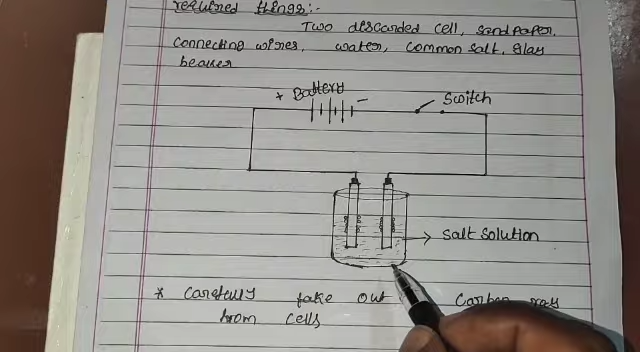 required things:-
Two discarded cell, sand paper,
connecting wires, water, common salt, glass
beaker
+ Battery -
Switch
salt solution
* Carefully take out Carbon rods
from cells